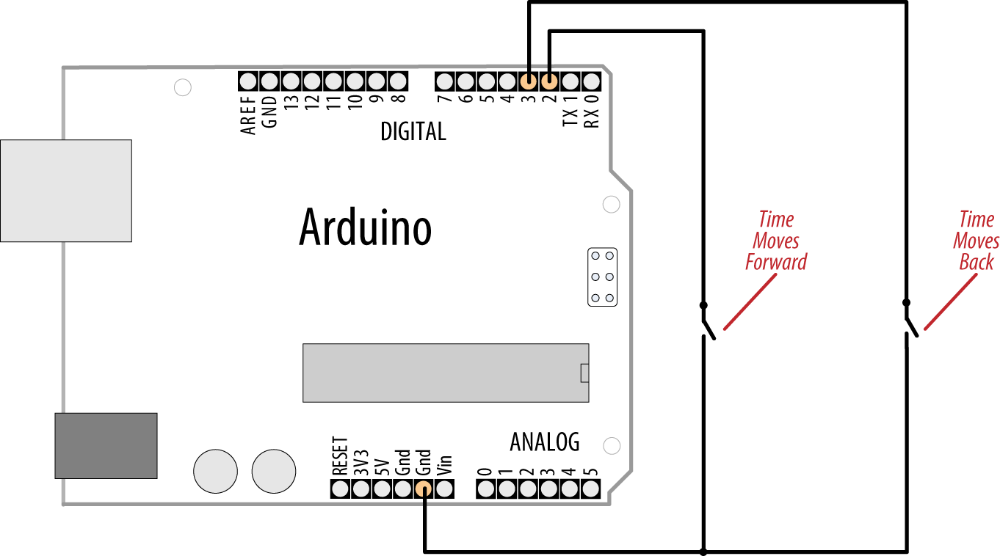 AREF
GND
13
12
11
10
9
8
7
6
5
4
3
2
TX 1
RX 0
DIGITAL
Arduino
Time
Moves
Forward
Time
Moves
Back
ANALOG
RESET
3V3
5V
Gnd
Gnd
Vin
0
1
2
3
4
5